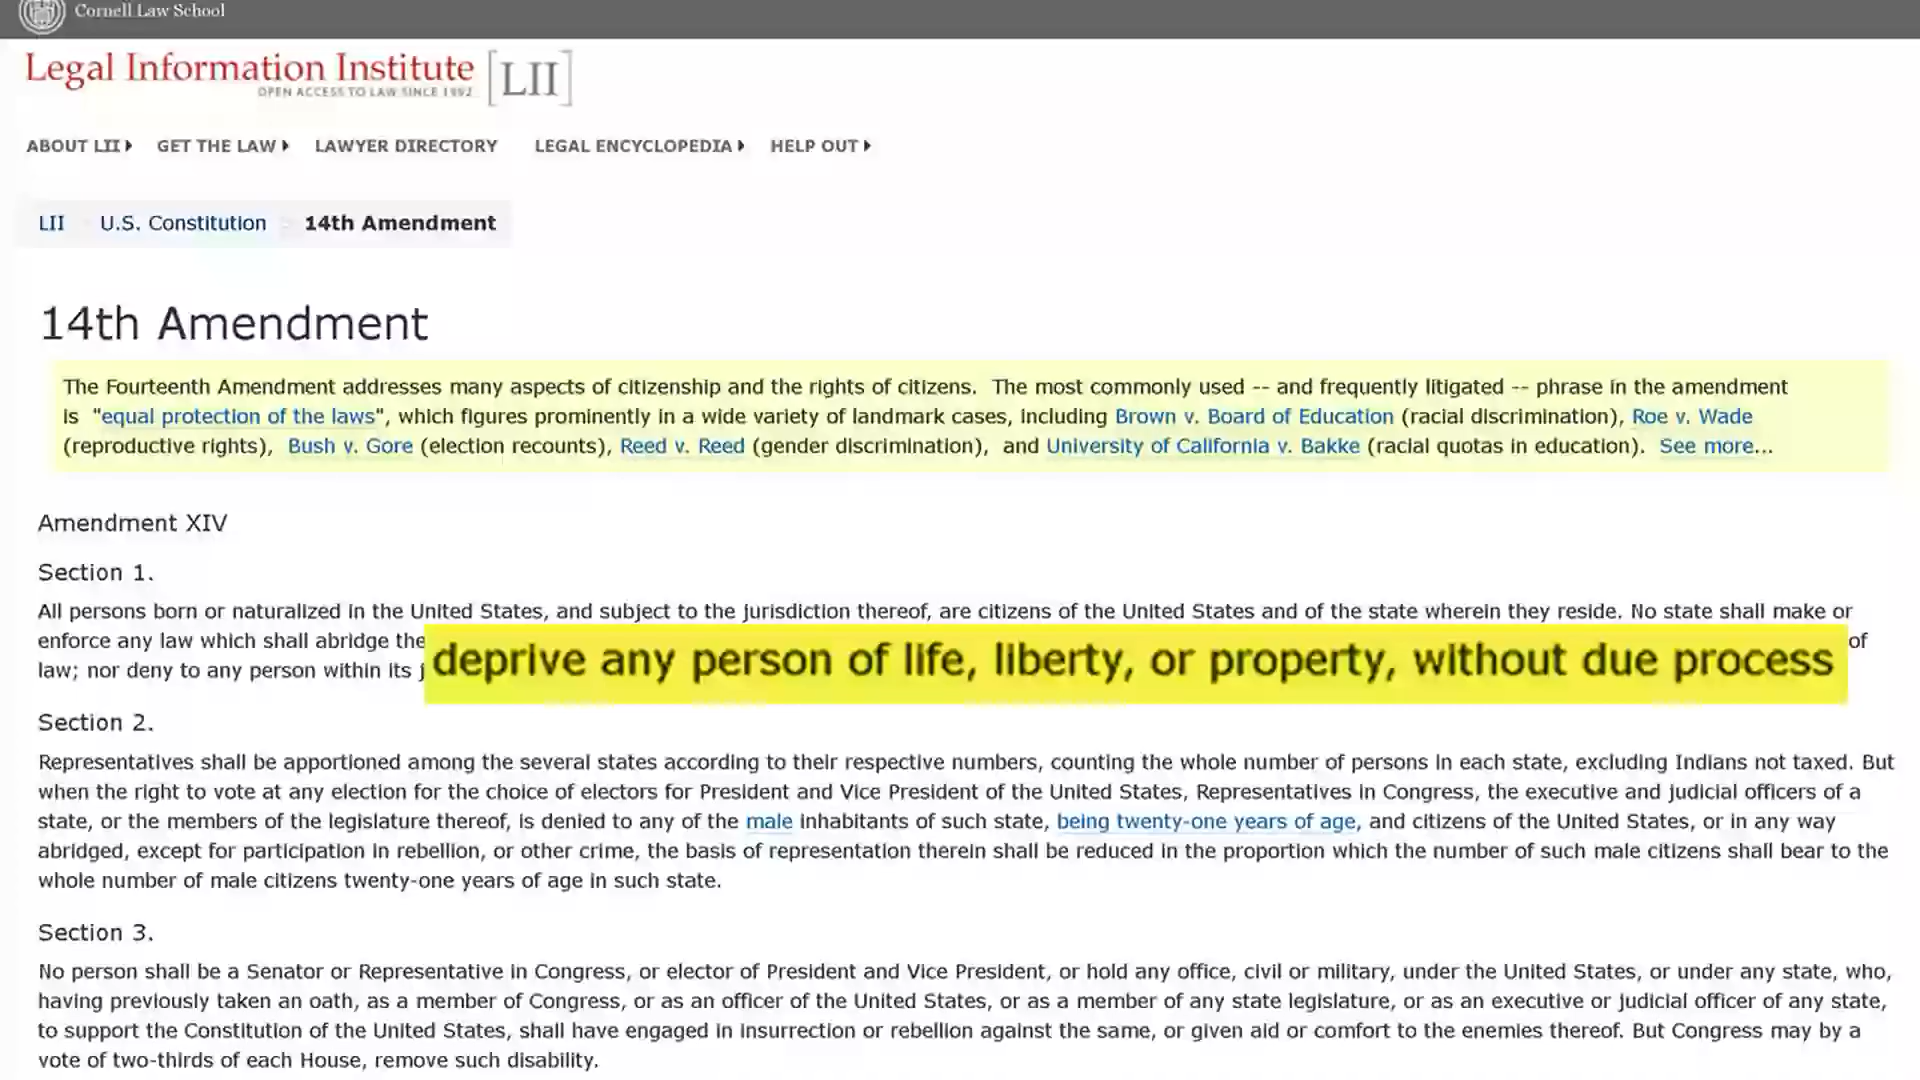 Cornell Law School
Legal Information Institute [LII]
OPEN ACCESS TO LAW SINCE 1992
ABOUT LII GET THE LAW LAWYER DIRECTORY LEGAL ENCYCLOPEDIA HELP OUT
LII U.S. Constitution 14th Amendment
14th Amendment
The Fourteenth Amendment addresses many aspects of citizenship and the rights of citizens. The most commonly used -- and frequently litigated -- phrase in the amendment
is "equal protection of the laws", which figures prominently in a wide variety of landmark cases, including Brown v. Board of Education (racial discrimination), Roe v. Wade
(reproductive rights), Bush v. Gore (election recounts), Reed v. Reed (gender discrimination), and University of California v. Bakke (racial quotas in education). See more...
Amendment XIV
Section 1.
All persons born or naturalized in the United States, and subject to the jurisdiction thereof, are citizens of the United States and of the state wherein they reside. No state shall make or
enforce any law which shall abridge the of
deprive any person of life, liberty, or property, without due process
law; nor deny to any person within its j
Section 2.
Representatives shall be apportioned among the several states according to their respective numbers, counting the whole number of persons in each state, excluding Indians not taxed. But
when the right to vote at any election for the choice of electors for President and Vice President of the United States, Representatives in Congress, the executive and judicial officers of a
state, or the members of the legislature thereof, is denied to any of the male inhabitants of such state, being twenty-one years of age, and citizens of the United States, or in any way
abridged, except for participation in rebellion, or other crime, the basis of representation therein shall be reduced in the proportion which the number of such male citizens shall bear to the
whole number of male citizens twenty-one years of age in such state.
Section 3.
No person shall be a Senator or Representative in Congress, or elector of President and Vice President, or hold any office, civil or military, under the United States, or under any state, who,
having previously taken an oath, as a member of Congress, or as an officer of the United States, or as a member of any state legislature, or as an executive or judicial officer of any state,
to support the Constitution of the United States, shall have engaged in insurrection or rebellion against the same, or given aid or comfort to the enemies thereof. But Congress may by a
vote of two-thirds of each House, remove such disability.